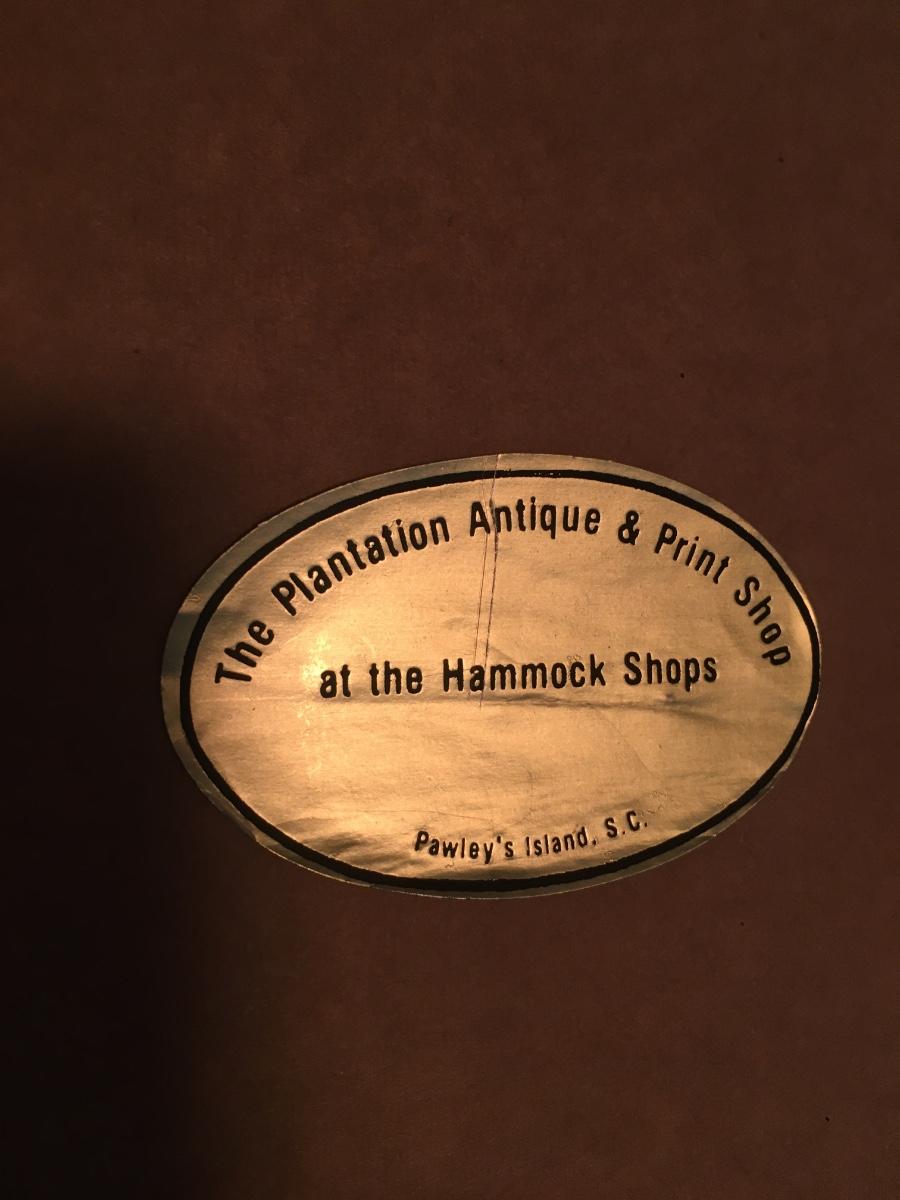 The Plantation Antique & Print Shop
at the Hammock Shops
Pawley's Island, S.C.